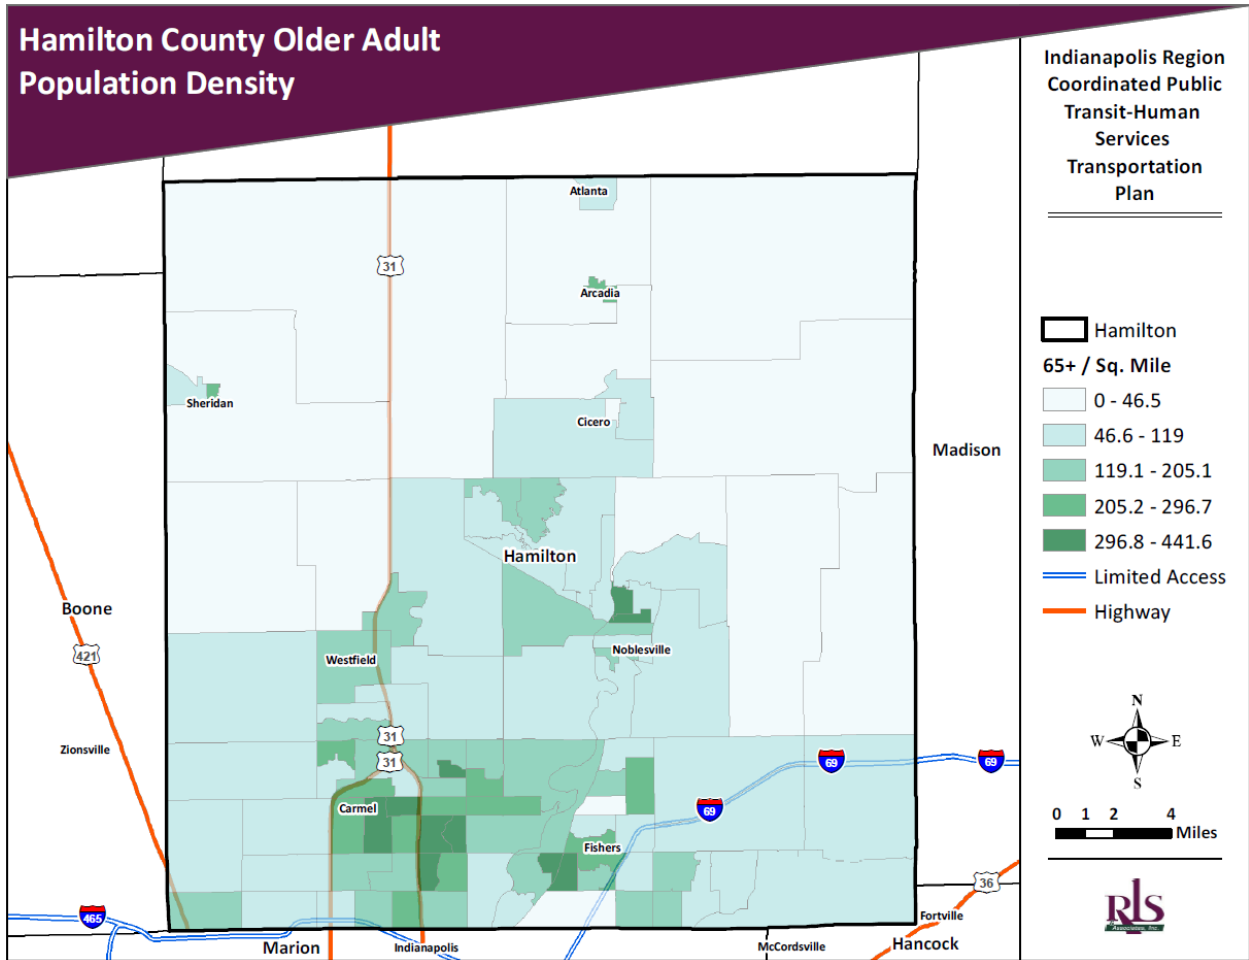 Hamilton County Older Adult
Population Density
Indianapolis Region
Coordinated Public
Transit-Human
Services
Transportation
Plan
Atlanta
31
Arcadia
Sheridan
Cicero
Hamilton
65+ / Sq. Mile
0 - 46.5
46.6 - 119
119.1 - 205.1
205.2 - 296.7
296.8 - 441.6
Limited Access
Highway
Madison
Hamilton
Boone
421
Westfield
Noblesville
Zionsville
31
31
69
69
69
Carmel
Fishers
N
W
E
S
0 1 2 4
Miles
36
465
Marion
Indianapolis
McCordsville
Fortville
Hancock
RLS
& Associates, Inc.